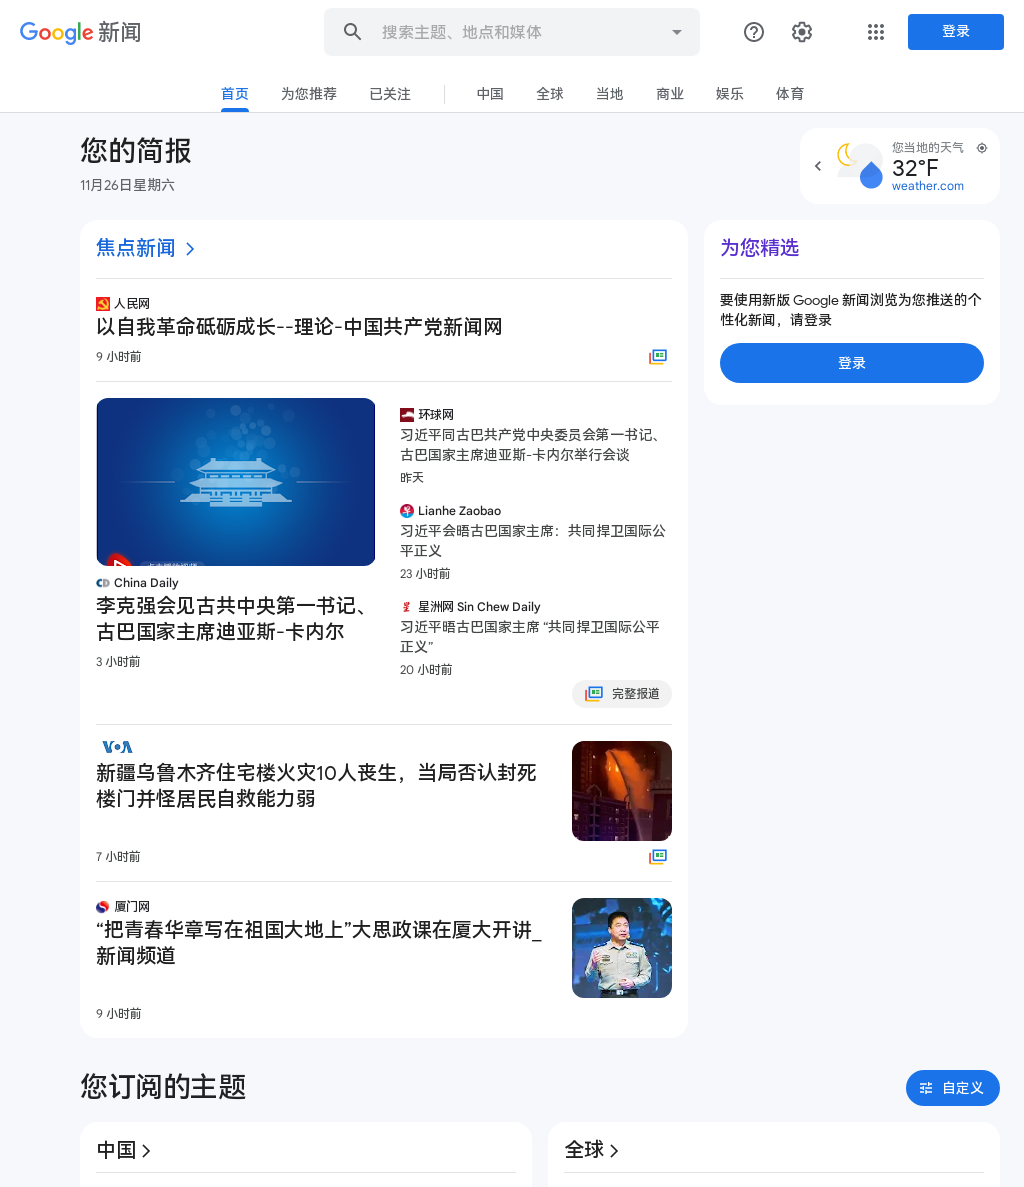 Google 新闻
搜索主题、地点和媒体
登录
首页
为您推荐
已关注
中国
全球
当地
商业
娱乐
体育
您的简报
11月26日星期六
您当地的天气
32°F
weather.com
焦点新闻
人民网
以自我革命砥砺成长--理论-中国共产党新闻网
9 小时前
China Daily
李克强会见古共中央第一书记、
古巴国家主席迪亚斯-卡内尔
3 小时前
环球网
习近平同古巴共产党中央委员会第一书记、
古巴国家主席迪亚斯-卡内尔举行会谈
昨天
Lianhe Zaobao
习近平会晤古巴国家主席：共同捍卫国际公
平正义
23 小时前
星洲网 Sin Chew Daily
习近平晤古巴国家主席 “共同捍卫国际公平
正义”
20 小时前
完整报道
VOA
新疆乌鲁木齐住宅楼火灾10人丧生，当局否认封死
楼门并怪居民自救能力弱
7 小时前
厦门网
“把青春华章写在祖国大地上”大思政课在厦大开讲_
新闻频道
9 小时前
为您精选
要使用新版 Google 新闻浏览为您推送的个
性化新闻，请登录
登录
您订阅的主题
自定义
中国
全球